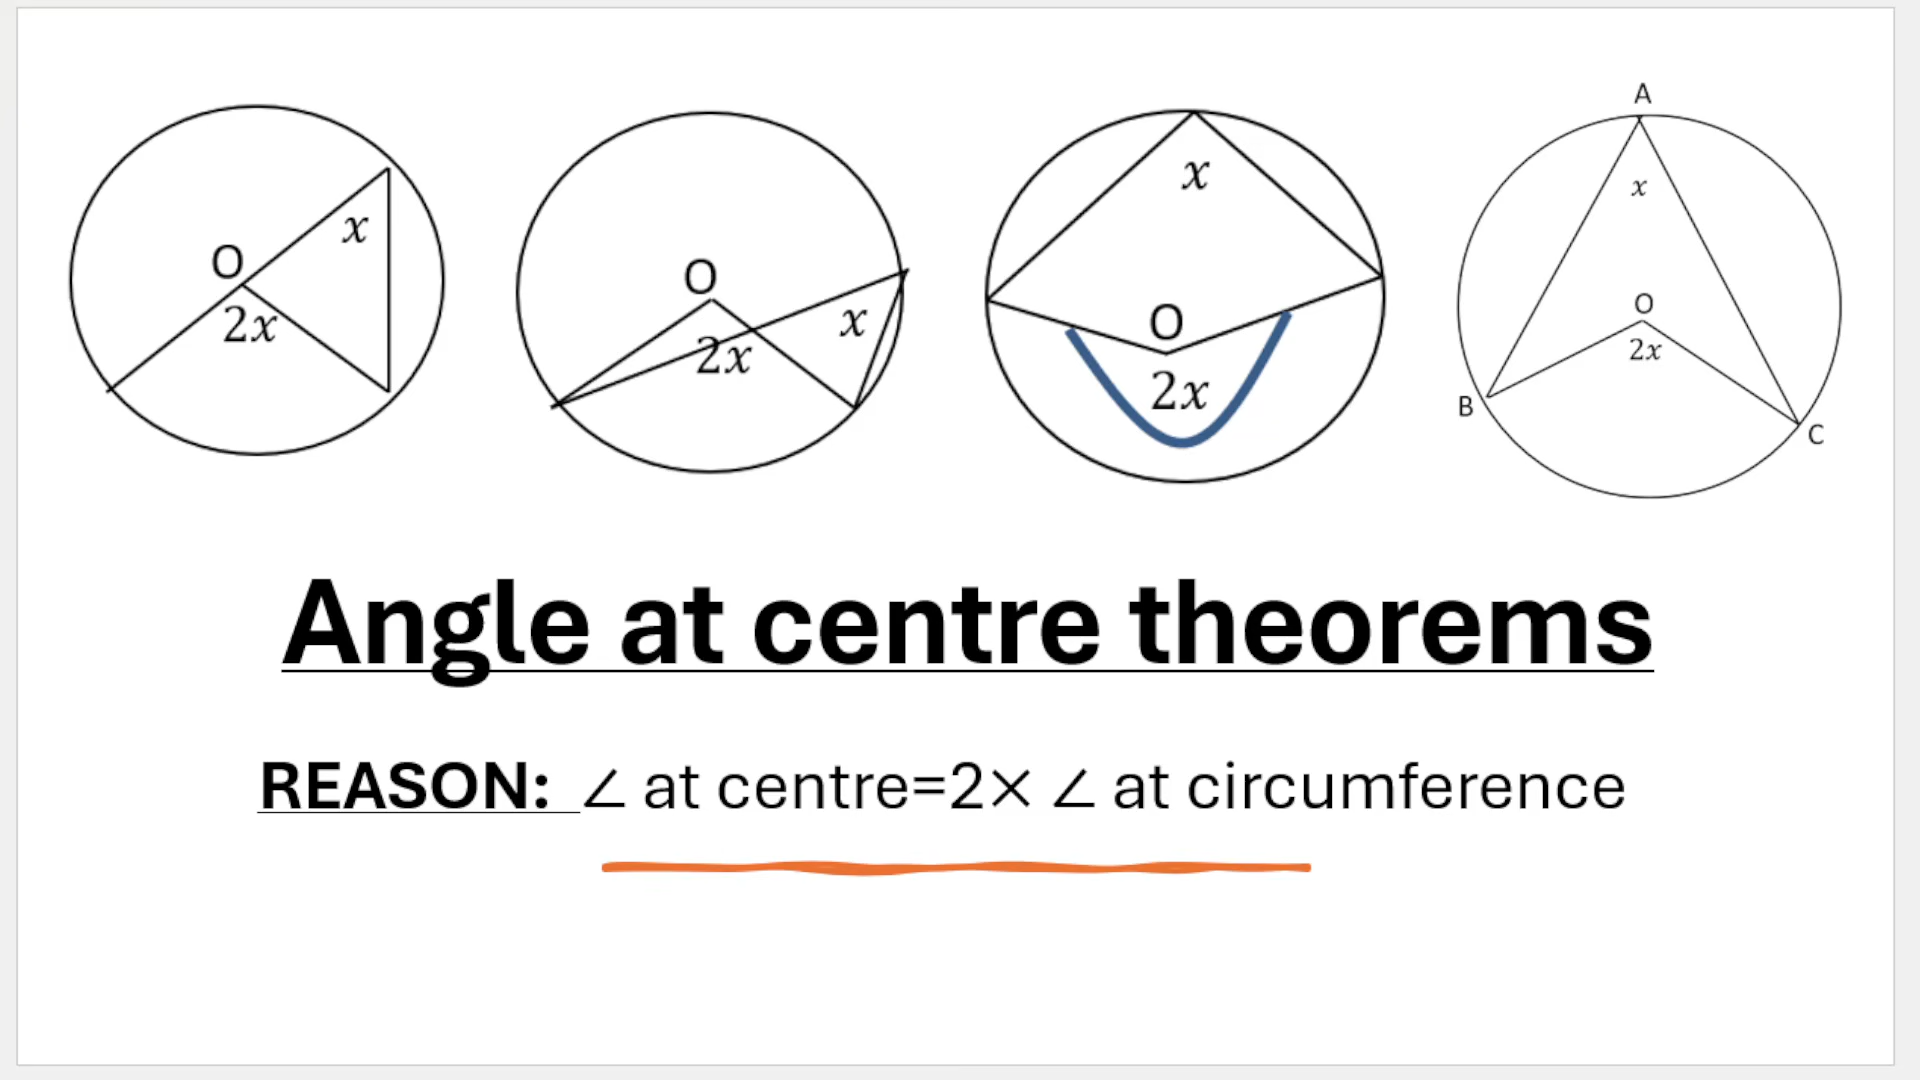 O
x
2x
O
x
2x
x
O
2x
A
x
O
2x
B
C
Angle at centre theorems
REASON: ∠ at centre=2× ∠ at circumference